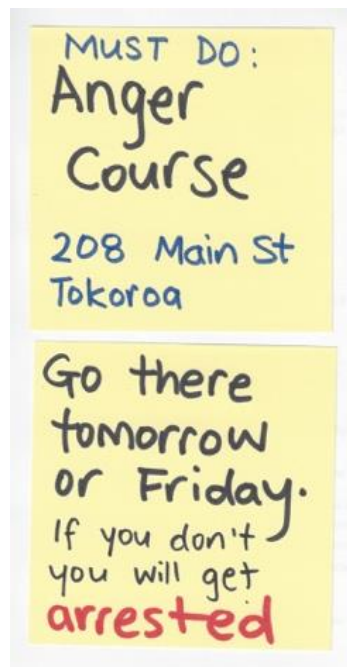 MUST DO:
Anger
Course
208 Main St
Tokoroa
Go there
tomorrow
or Friday.
If you don't
you will get
arrested